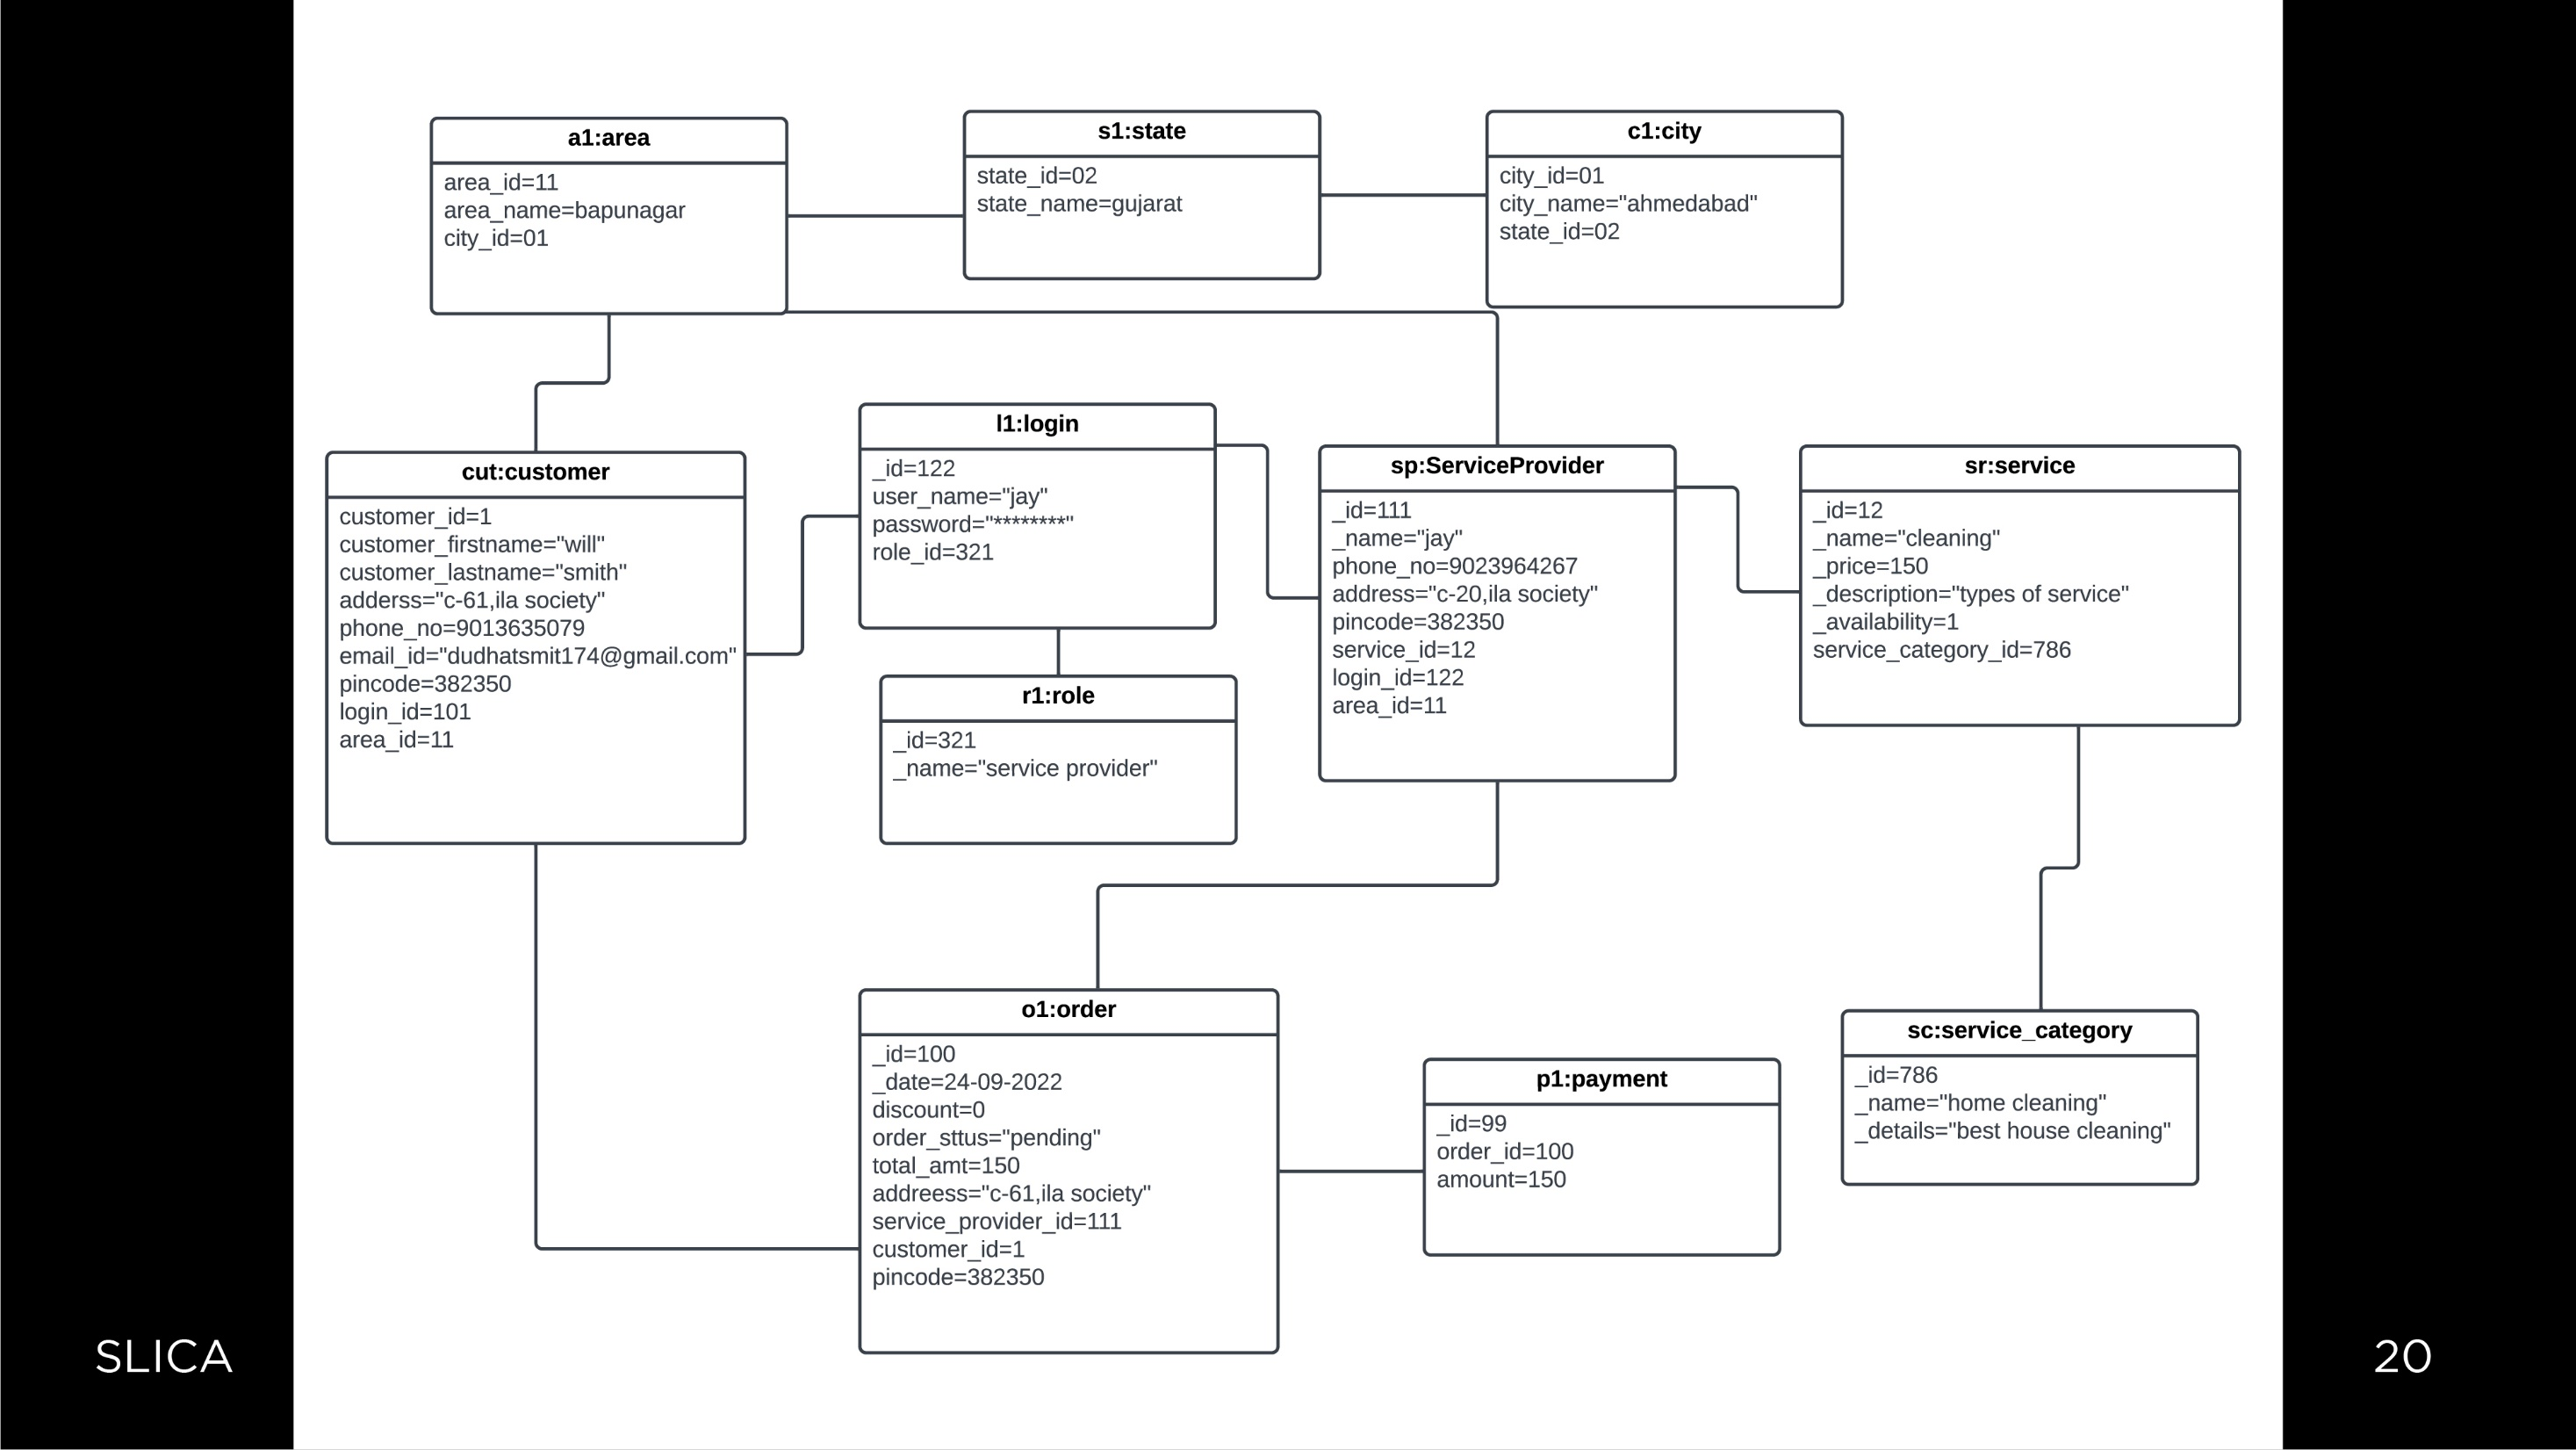 a1:area
area_id=11
area_name=bapunagar
city_id=01
s1:state
state_id=02
state_name=gujarat
c1:city
city_id=01
city_name="ahmedabad"
state_id=02
cut:customer
customer_id=1
customer_firstname="will"
customer_lastname="smith"
adderss="c-61,ila society"
phone_no=9013635079
email_id="dudhatsmit174@gmail.com"
pincode=382350
login_id=101
area_id=11
l1:login
_id=122
user_name="jay"
password="********"
role_id=321
r1:role
_id=321
_name="service provider"
sp:ServiceProvider
_id=111
_name="jay"
phone_no=9023964267
address="c-20,ila society"
pincode=382350
service_id=12
login_id=122
area_id=11
sr:service
_id=12
_name="cleaning"
_price=150
_description="types of service"
_availability=1
service_category_id=786
o1:order
_id=100
_date=24-09-2022
discount=0
order_sttus="pending"
total_amt=150
addreess="c-61,ila society"
service_provider_id=111
customer_id=1
pincode=382350
p1:payment
_id=99
order_id=100
amount=150
sc:service_category
_id=786
_name="home cleaning"
_details="best house cleaning"
SLICA
20